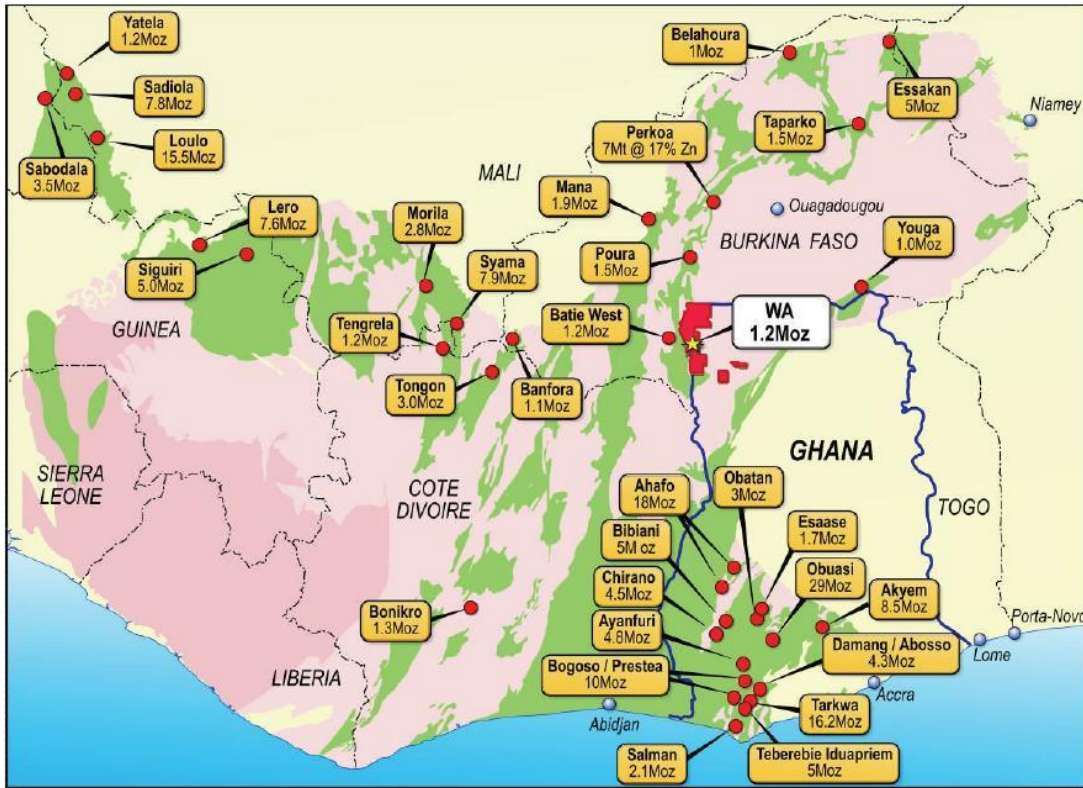 Yatela
1.2Moz
Sadiola
7.8Moz
Loulo
15.5Moz
Sabodala
3.5Moz
Lero
7.6Moz
Siguiri
5.0Moz
GUINEA
SIERRA
LEONE
MALI
Morila
2.8Moz
Syama
7.9Moz
Tengrela
1.2Moz
Tongon
3.0Moz
Banfora
1.1Moz
Belahoura
1Moz
Essakan
5Moz
Niamey
Taparko
1.5Moz
Perkoa
7Mt @ 17% Zn
Mana
1.9Moz
Ouagadougou
BURKINA FASO
Youga
1.0Moz
Poura
1.5Moz
Batie West
1.2Moz
WA
1.2Moz
COTE
DIVOIRE
GHANA
TOGO
Ahafo
18Moz
Obatan
3Moz
Bibiani
5M oz
Esaase
1.7Moz
Chirano
4.5Moz
Obuasi
29Moz
Akyem
8.5Moz
Ayanfuri
4.8Moz
Bonikro
1.3Moz
Porta-Novo
Lome
Damang / Abosso
4.3Moz
Bogoso / Prestea
10Moz
LIBERIA
Accra
Tarkwa
16.2Moz
Abidjan
Salman
2.1Moz
Teberebie Iduapriem
5Moz